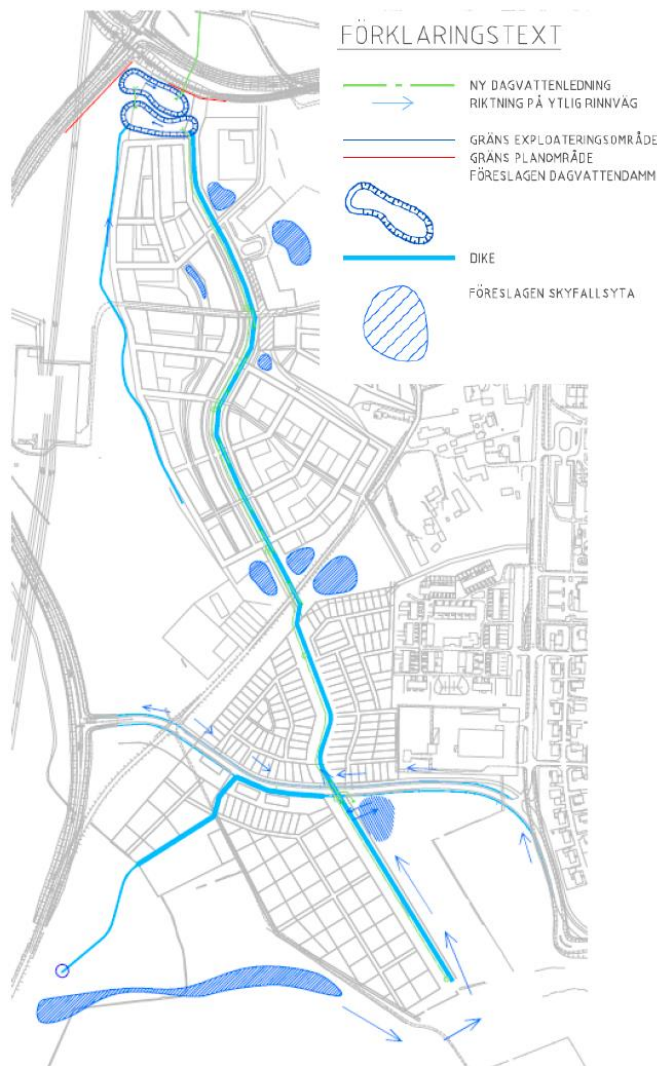 FÖRKLARINGSTEXT
NY DAGVATTENLEDNING
RIKTNING PÅ YTLIG RINNVÄG
GRÄNS EXPLOATERINGSOMRÅDE
GRÄNS PLANOMRÅDE
FÖRESLAGEN DAGVATTENDAMM
DIKE
FÖRESLAGEN SKYFALLSYTA